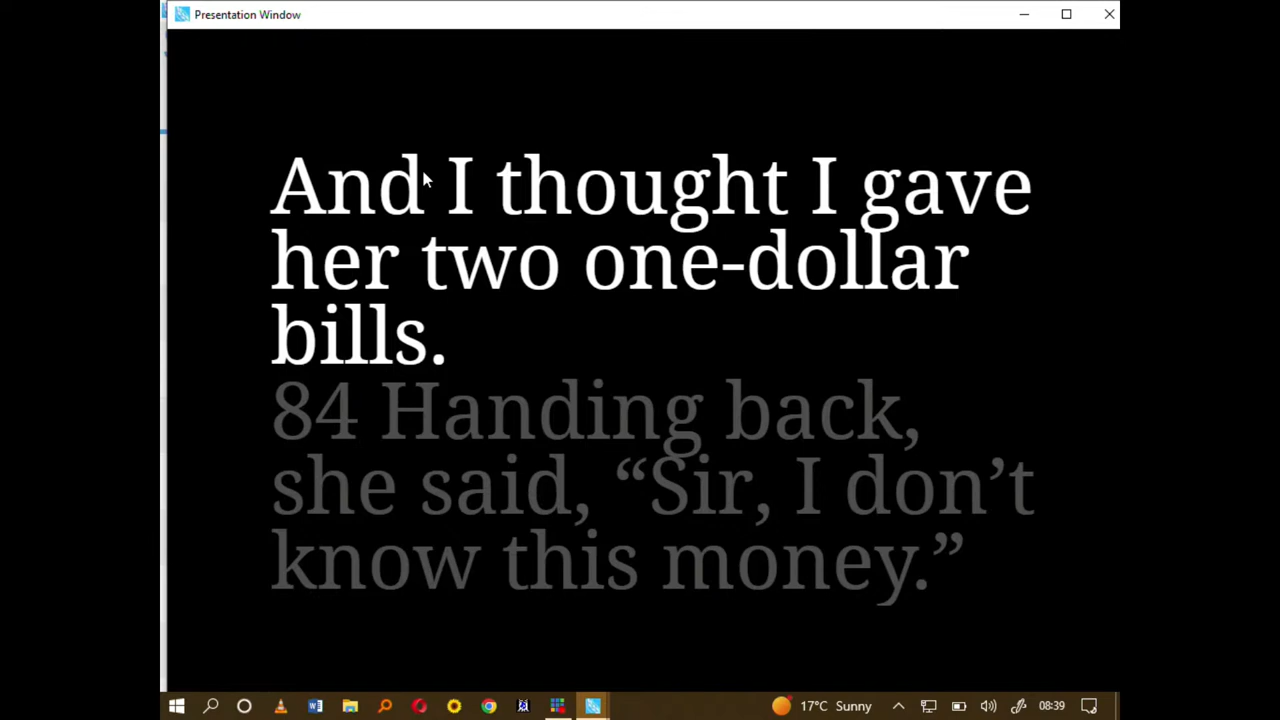 Presentation Window
And I thought I gave
her two one-dollar
bills.
84 Handing back,
she said, “Sir, I don’t
know this money.”
17°C Sunny
08:39